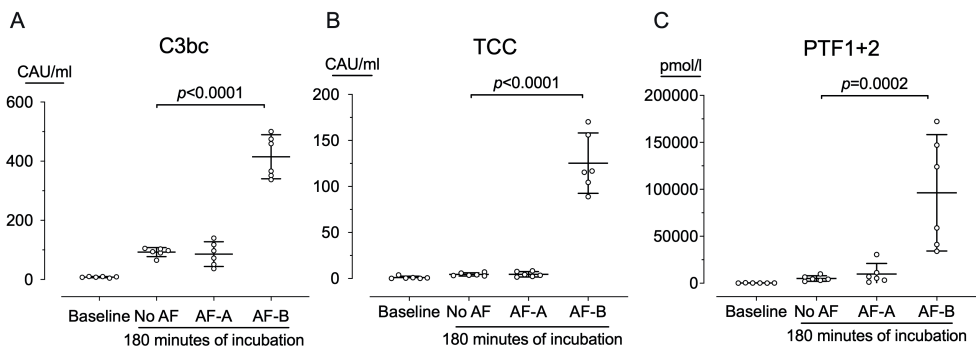 A
C3bc
CAU/ml
p<0.0001
600
400
200
0
Baseline No AF AF-A AF-B
180 minutes of incubation
B
TCC
CAU/ml
p<0.0001
200
150
100
50
0
Baseline No AF AF-A AF-B
180 minutes of incubation
C
PTF1+2
pmol/l
p=0.0002
200000
150000
100000
50000
0
Baseline No AF AF-A AF-B
180 minutes of incubation